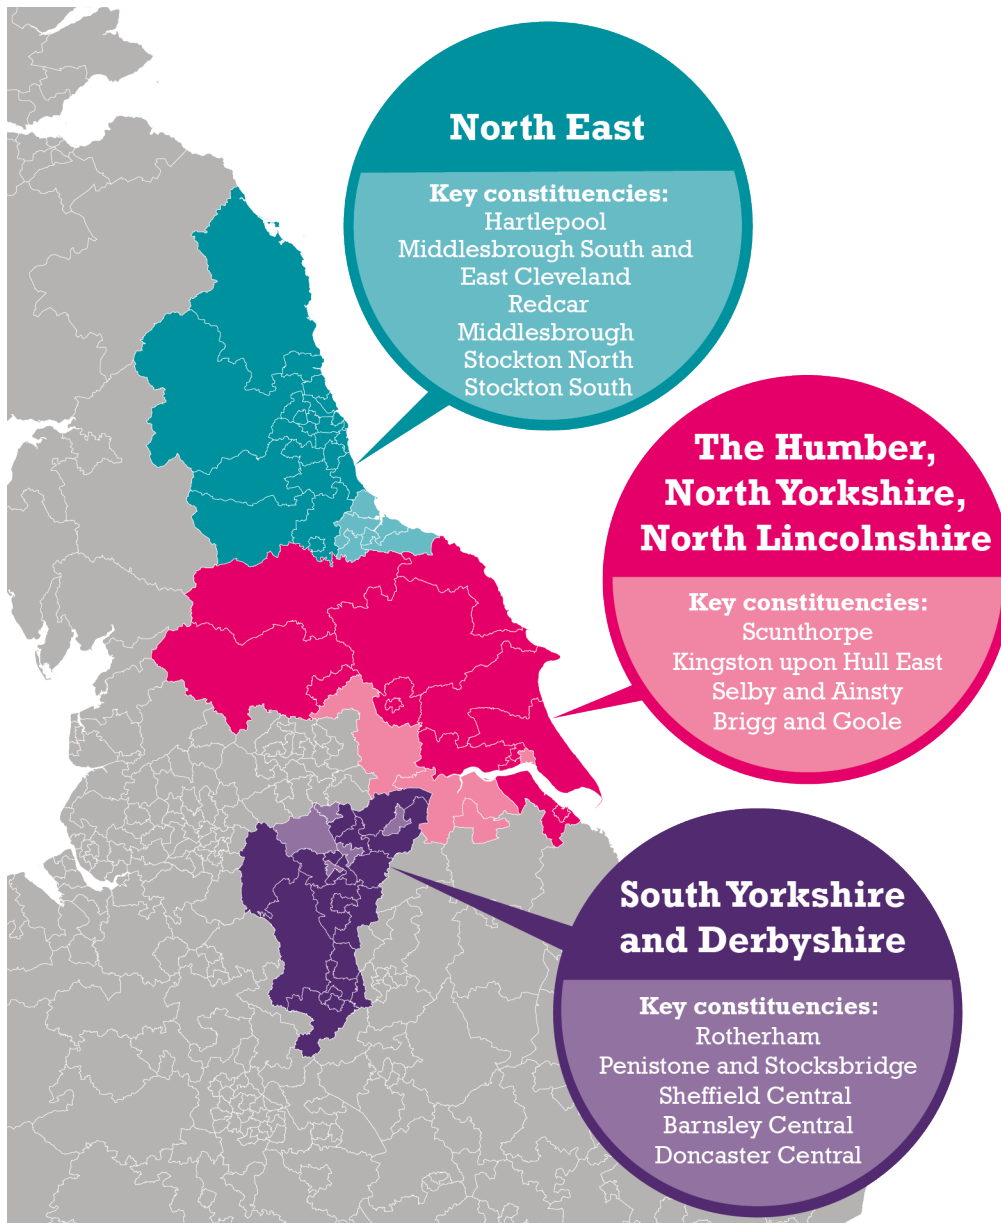 North East
Key constituencies:
Hartlepool
Middlesbrough South and
East Cleveland
Redcar
Middlesbrough
Stockton North
Stockton South
The Humber,
North Yorkshire,
North Lincolnshire
Key constituencies:
Scunthorpe
Kingston upon Hull East
Selby and Ainsty
Brigg and Goole
South Yorkshire
and Derbyshire
Key constituencies:
Rotherham
Penistone and Stocksbridge
Sheffield Central
Barnsley Central
Doncaster Central